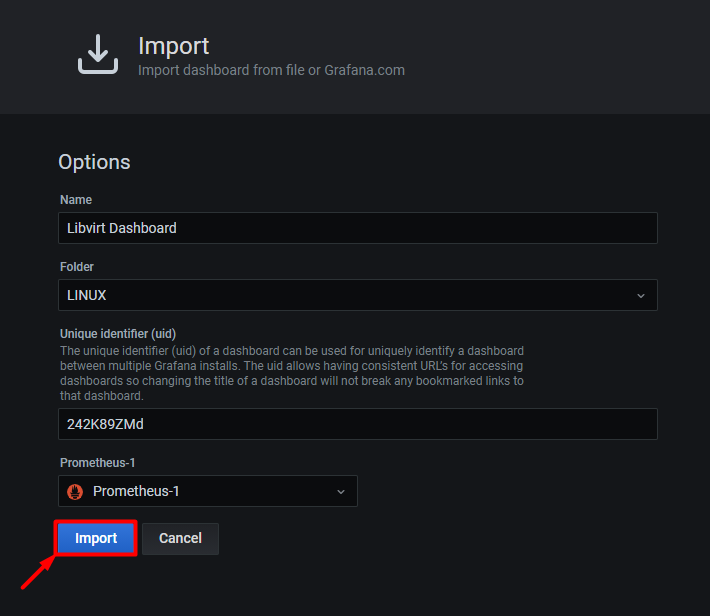 Import
Import dashboard from file or Grafana.com
Options
Name
Libvirt Dashboard
Folder
LINUX
Unique identifier (uid)
The unique identifier (uid) of a dashboard can be used for uniquely identify a dashboard
between multiple Grafana installs. The uid allows having consistent URL's for accessing
dashboards so changing the title of a dashboard will not break any bookmarked links to
that dashboard.
242K89ZMd
Prometheus-1
Prometheus-1
Import Cancel